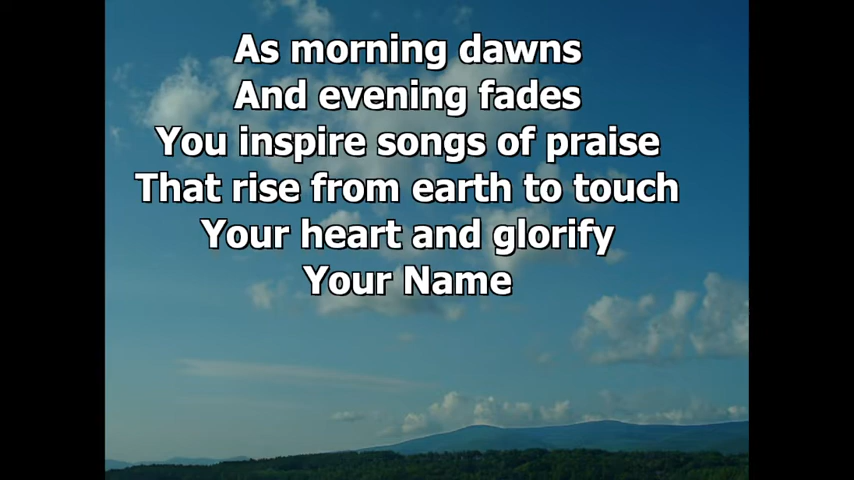 As morning dawns
And evening fades
You inspire songs of praise
That rise from earth to touch
Your heart and glorify
Your Name